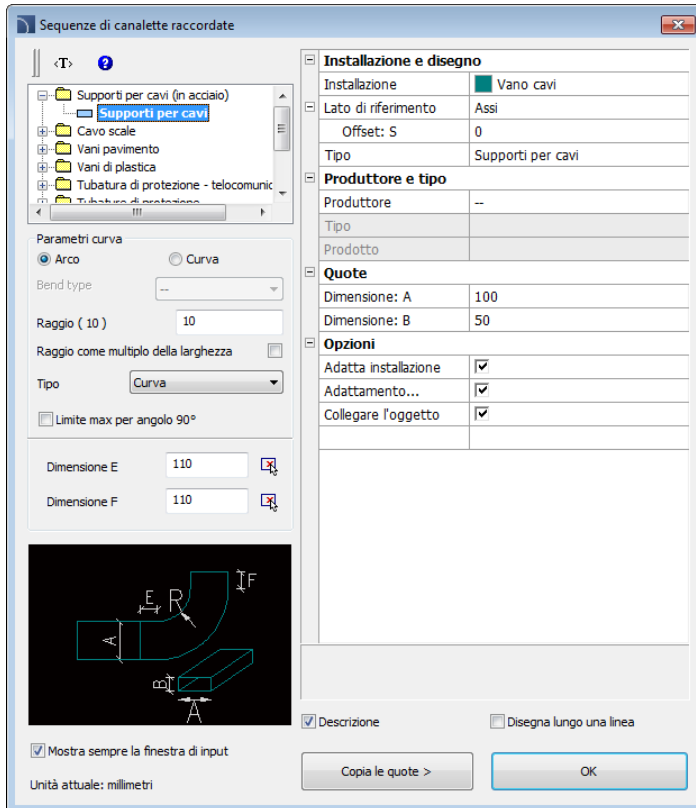 Sequenze di canalette raccordate
<T> ?
Supporti per cavi (in acciaio)
Supporti per cavi
Cavo scale
Vani pavimento
Vani di plastica
Tubatura di protezione - telecomunic
Tubature di protezione
Parametri curva
Arco Curva
Bend type --
Raggio ( 10 ) 10
Raggio come multiplo della larghezza
Tipo Curva
Limite max per angolo 90°
Dimensione E 110
Dimensione F 110
E R F
A
B
A
Mostra sempre la finestra di input
Unità attuale: millimetri
Installazione e disegno
Installazione Vano cavi
Lato di riferimento Assi
Offset: S 0
Tipo Supporti per cavi
Produttore e tipo
Produttore --
Tipo
Prodotto
Quote
Dimensione: A 100
Dimensione: B 50
Opzioni
Adatta installazione
Adattamento...
Collegare l'oggetto
Descrizione Disegna lungo una linea
Copia le quote > OK